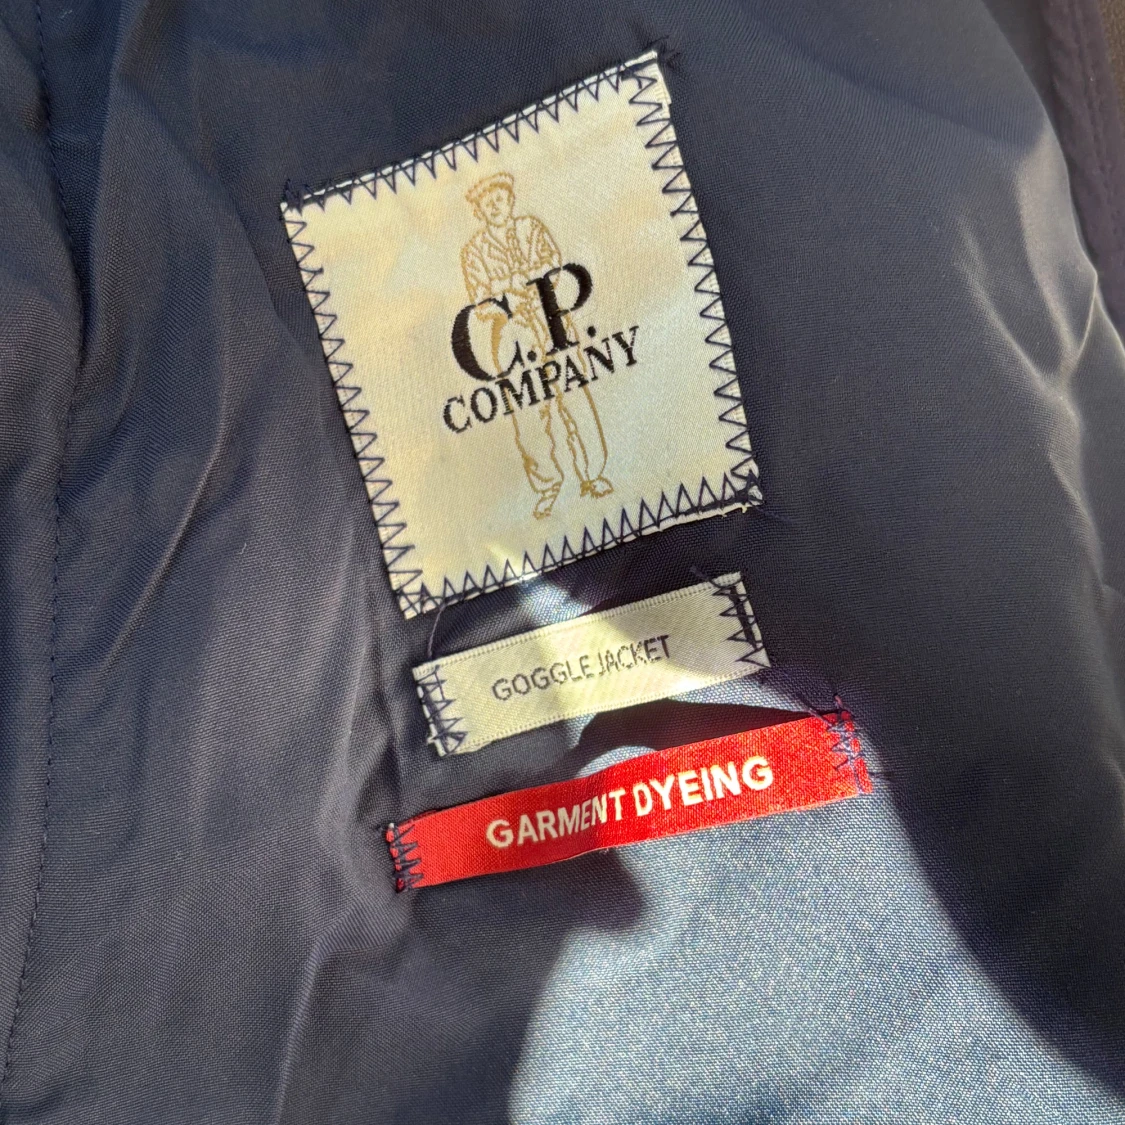 C.P.
COMPANY
GOGGLE JACKET
GARMENT DYEING